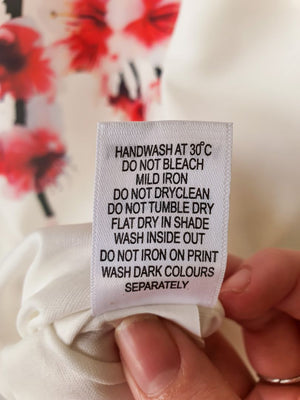 HANDWASH AT 30°C
DO NOT BLEACH
MILD IRON
DO NOT DRYCLEAN
DO NOT TUMBLE DRY
FLAT DRY IN SHADE
WASH INSIDE OUT
DO NOT IRON ON PRINT
WASH DARK COLOURS
SEPARATELY